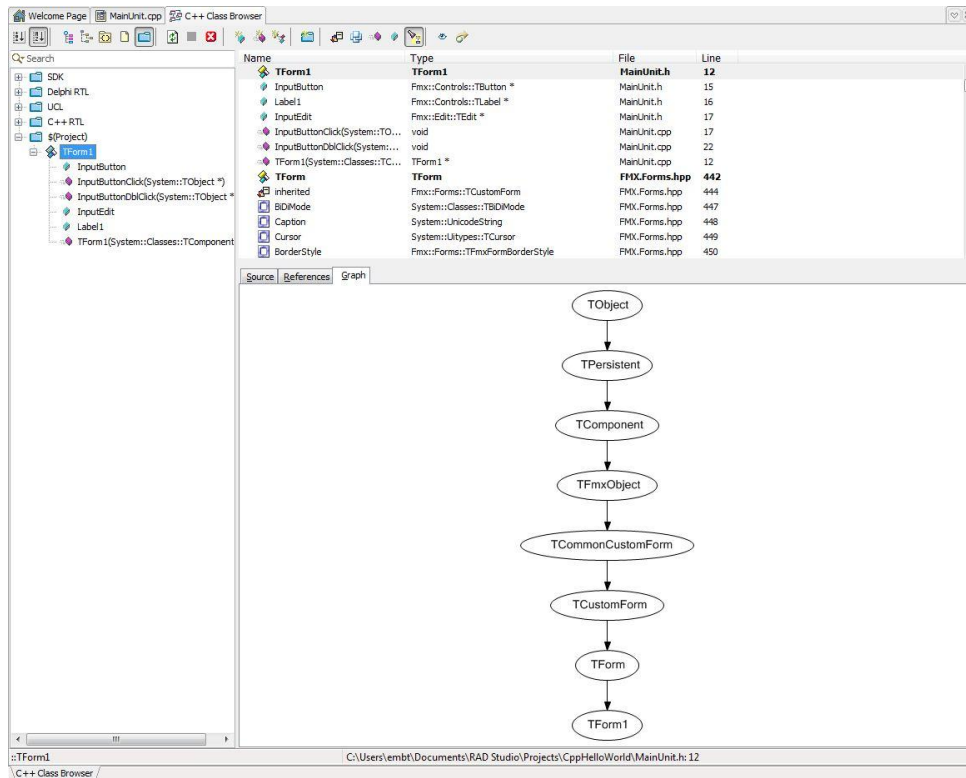 Welcome Page MainUnit.cpp C++ Class Browser
Search
SDK
Delphi RTL
UCL
C++ RTL
$(Project)
TForm1
InputButton
InputButtonClick(System::TObject *)
InputButtonDblClick(System::TObject *
InputEdit
Label1
TForm1(System::Classes::TComponent
Name Type File Line
TForm1 TForm1 MainUnit.h 12
InputButton Fmx::Controls::TButton * MainUnit.h 15
Label1 Fmx::Controls::TLabel * MainUnit.h 16
InputEdit Fmx::Edit::TEdit * MainUnit.h 17
InputButtonClick(System::TO... void MainUnit.cpp 17
InputButtonDblClick(System:... void MainUnit.cpp 22
TForm1(System::Classes::TC... TForm1 * MainUnit.cpp 12
TForm TForm FMX.Forms.hpp 442
inherited Fmx::Forms::TCustomForm FMX.Forms.hpp 444
BiDiMode System::Classes::TBiDiMode FMX.Forms.hpp 447
Caption System::UnicodeString FMX.Forms.hpp 448
Cursor System::Uitypes::TCursor FMX.Forms.hpp 449
BorderStyle Fmx::Forms::TFmxFormBorderStyle FMX.Forms.hpp 450
Source References Graph
TObject
TPersistent
TComponent
TFmxObject
TCommonCustomForm
TCustomForm
TForm
TForm1
::TForm1 C:\Users\embt\Documents\RAD Studio\Projects\CppHelloWorld\MainUnit.h: 12
C++ Class Browser